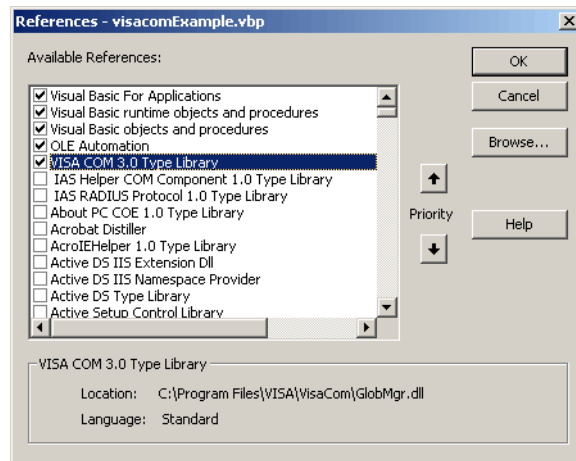 References - visacomExample.vbp
Available References:
Visual Basic For Applications
Visual Basic runtime objects and procedures
Visual Basic objects and procedures
OLE Automation
VISA COM 3.0 Type Library
IAS Helper COM Component 1.0 Type Library
IAS RADIUS Protocol 1.0 Type Library
About PC COE 1.0 Type Library
Acrobat Distiller
AcroIEHelper 1.0 Type Library
Active DS IIS Extension Dll
Active DS IIS Namespace Provider
Active DS Type Library
Active Setup Control Library
Priority
OK
Cancel
Browse...
Help
VISA COM 3.0 Type Library
Location: C:\Program Files\VISA\VisaCom\GlobMgr.dll
Language: Standard